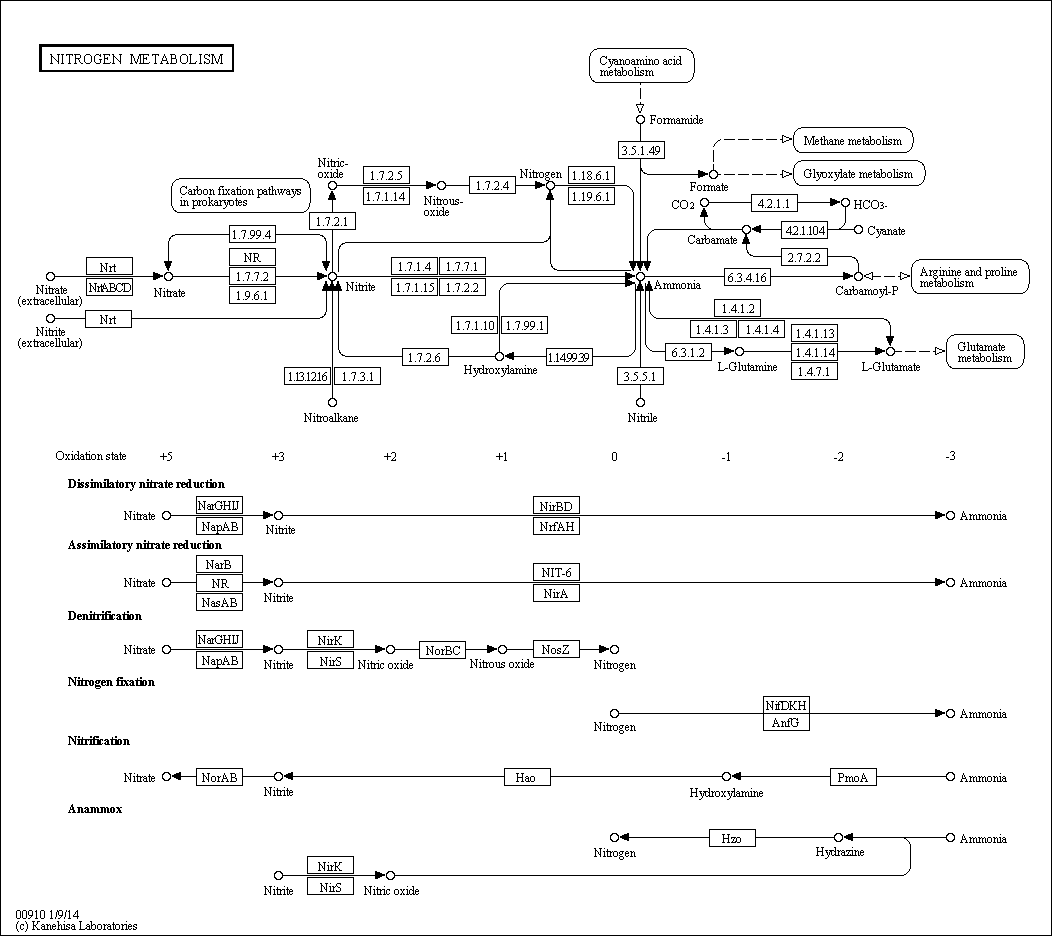 NITROGEN METABOLISM
Cyanoamino acid
metabolism
Formamide
3.5.1.49
Methane metabolism
Glyoxylate metabolism
Formate
Nitric-
oxide
1.7.2.5
1.7.1.14
Nitrous-
oxide
1.7.2.4
Nitrogen
1.18.6.1
1.19.6.1
Carbon fixation pathways
in prokaryotes
1.7.2.1
CO2
4.2.1.1
HCO3-
Carbamate
4.2.1.104
Cyanate
1.7.99.4
2.7.2.2
Nrt
NrtABCD
NR
1.7.7.2
1.9.6.1
Nitrate
(extracellular)
Nitrate
Nitrite
1.7.1.4
1.7.7.1
1.7.1.15
1.7.2.2
Ammonia
6.3.4.16
Carbamoyl-P
Arginine and proline
metabolism
Nrt
Nitrite
(extracellular)
1.7.1.10
1.7.99.1
1.4.1.2
1.4.1.3
1.4.1.4
1.4.1.13
1.7.2.6
1.14.99.39
6.3.1.2
1.4.1.14
Glutamate
metabolism
Hydroxylamine
L-Glutamine
1.4.7.1
L-Glutamate
1.13.12.16
1.7.3.1
3.5.5.1
Nitroalkane
Nitrile
Oxidation state +5 +3 +2 +1 0 -1 -2 -3
Dissimilatory nitrate reduction
NarGHIJ
NirBD
Nitrate
Ammonia
NapAB
Nitrite
NrfAH
Assimilatory nitrate reduction
NarB
NIT-6
Nitrate
NR
Ammonia
NasAB
Nitrite
NirA
Denitrification
NarGHIJ
NirK
Nitrate
NorBC
NosZ
NapAB
Nitrite
NirS
Nitric oxide
Nitrous oxide
Nitrogen
Nitrogen fixation
NifDKH
Ammonia
Nitrogen
AnfG
Nitrification
Nitrate
NorAB
Hao
PmoA
Ammonia
Nitrite
Hydroxylamine
Anammox
Hzo
Ammonia
Nitrogen
Hydrazine
NirK
Nitrite
NirS
Nitric oxide
00910 1/9/14
(c) Kanehisa Laboratories